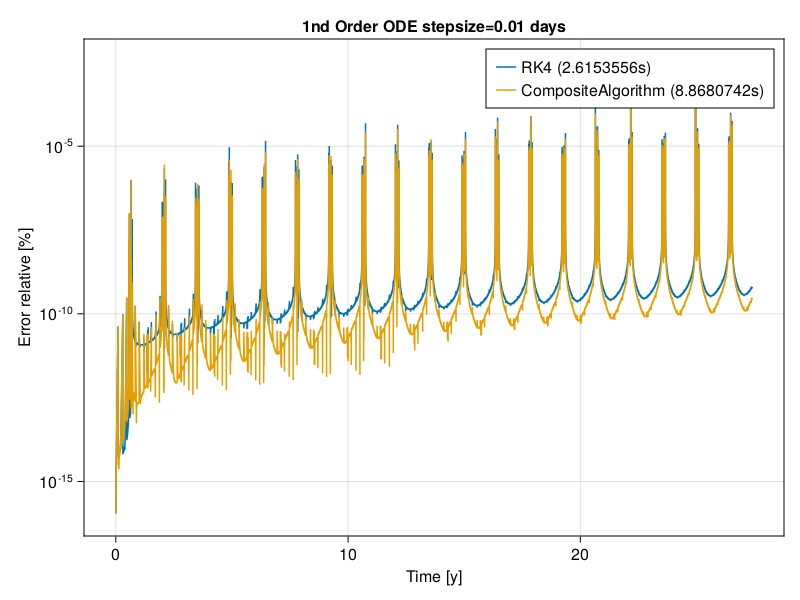 1nd Order ODE stepsize=0.01 days
RK4 (2.6153556s)
CompositeAlgorithm (8.8680742s)
Error relative [%]
10-5
10-10
10-15
0 10 20
Time [y]